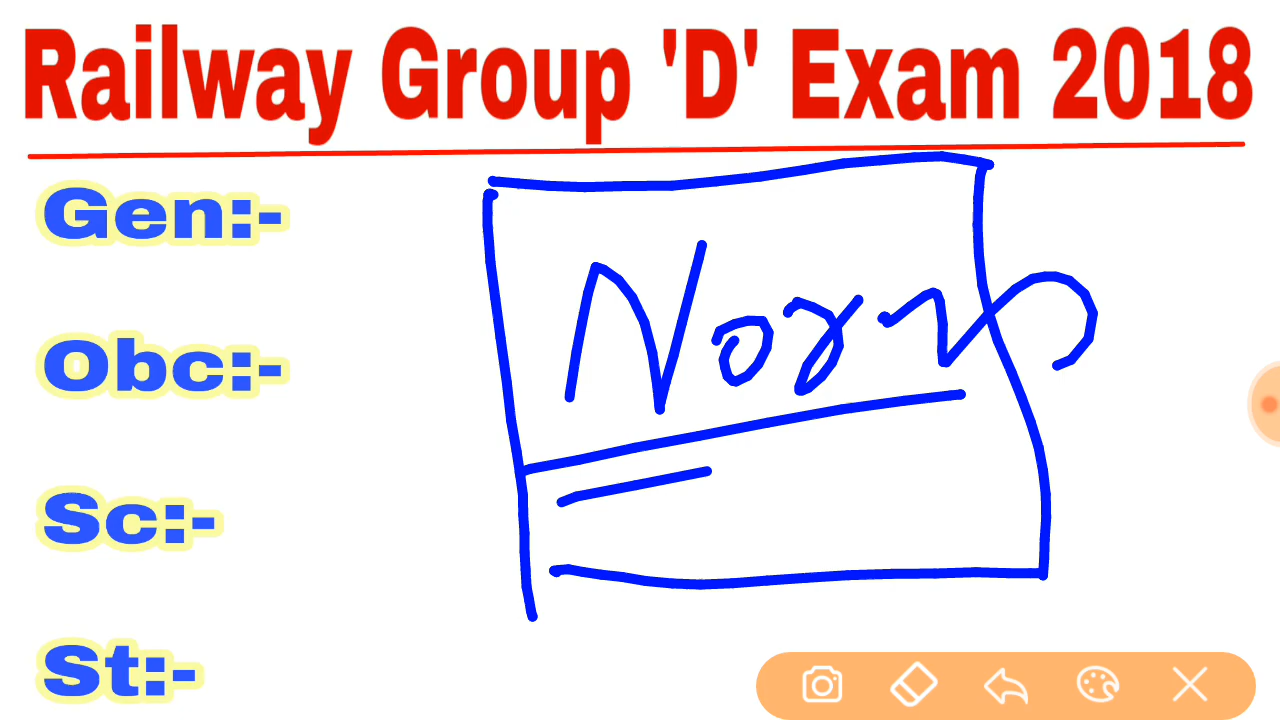 Railway Group 'D' Exam 2018
Gen:-
Obc:-
Sc:-
St:-